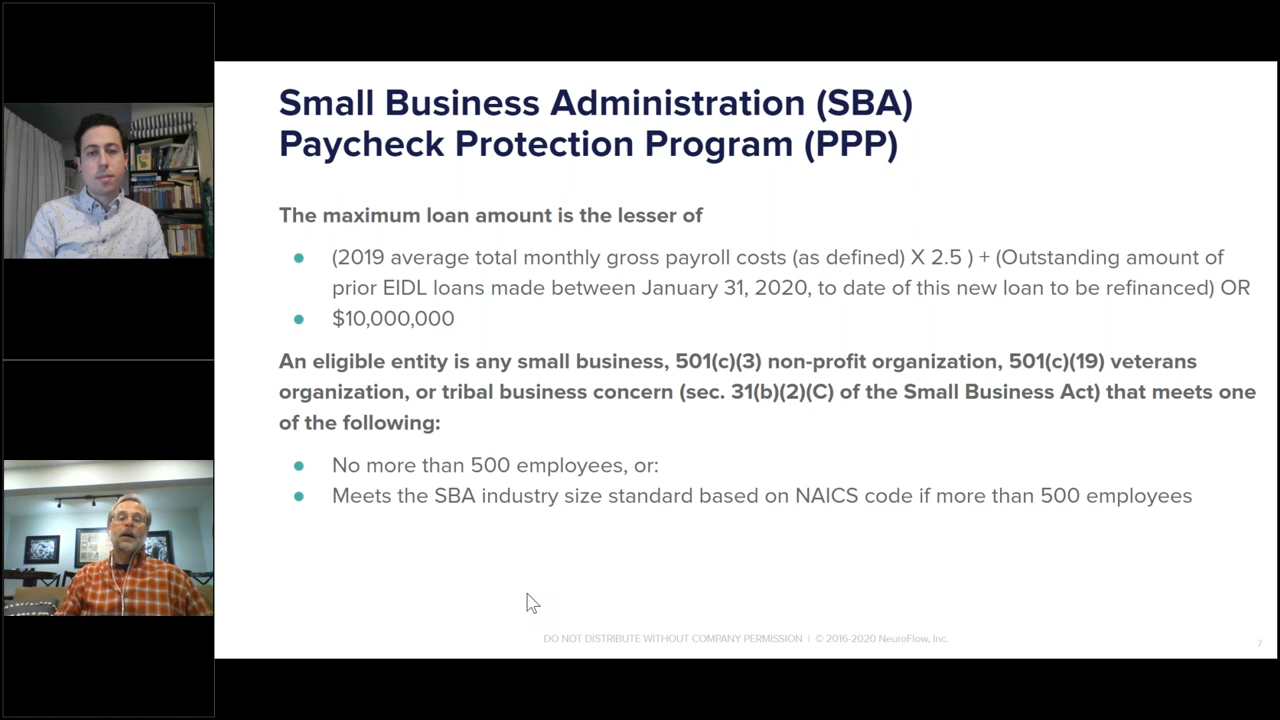 Small Business Administration (SBA)
Paycheck Protection Program (PPP)
The maximum loan amount is the lesser of
● (2019 average total monthly gross payroll costs (as defined) X 2.5 ) + (Outstanding amount of
prior EIDL loans made between January 31, 2020, to date of this new loan to be refinanced) OR
● $10,000,000
An eligible entity is any small business, 501(c)(3) non-profit organization, 501(c)(19) veterans
organization, or tribal business concern (sec. 31(b)(2)(C) of the Small Business Act) that meets one
of the following:
● No more than 500 employees, or:
● Meets the SBA industry size standard based on NAICS code if more than 500 employees
DO NOT DISTRIBUTE WITHOUT COMPANY PERMISSION | © 2016-2020 NeuroFlow, Inc.
7